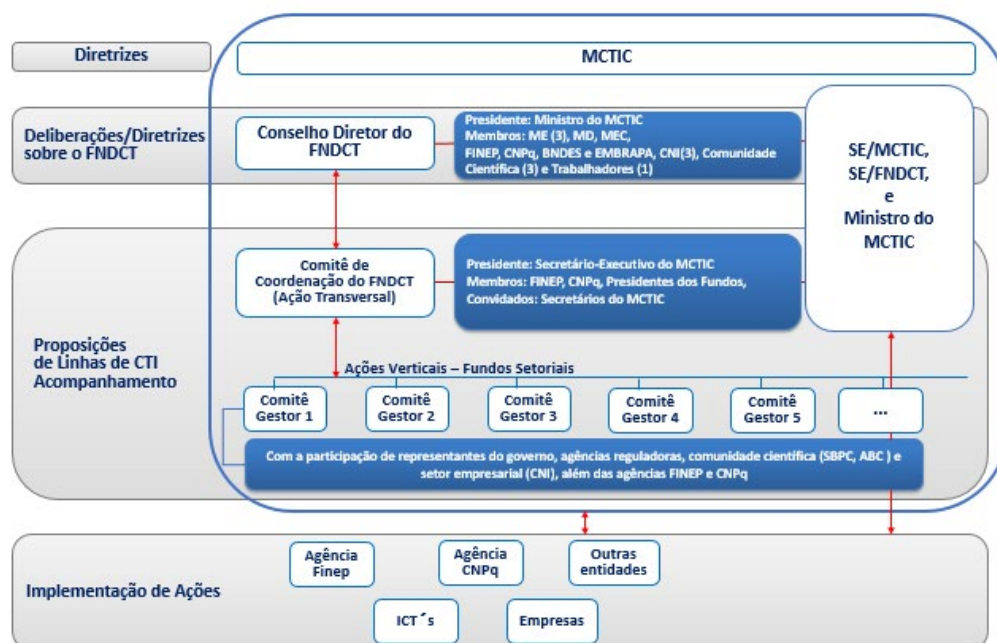 Diretrizes
MCTIC
Deliberações/Diretrizes
sobre o FNDCT
Conselho Diretor do
FNDCT
Presidente: Ministro do MCTIC
Membros: ME (3), MD, MEC,
FINEP, CNPq, BNDES e EMBRAPA, CNI(3), Comunidade
Científica (3) e Trabalhadores (1)
SE/MCTIC,
SE/FNDCT,
e
Ministro do
MCTIC
Comitê de
Coordenação do FNDCT
(Ação Transversal)
Presidente: Secretário-Executivo do MCTIC
Membros: FINEP, CNPq, Presidentes dos Fundos,
Convidados: Secretários do MCTIC
Proposições
de Linhas de CTI
Acompanhamento
Ações Verticais – Fundos Setoriais
Comitê
Gestor 1
Comitê
Gestor 2
Comitê
Gestor 3
Comitê
Gestor 4
Comitê
Gestor 5
...
Com a participação de representantes do governo, agências reguladoras, comunidade científica (SBPC, ABC ) e
setor empresarial (CNI), além das agências FINEP e CNPq
Implementação de Ações
Agência
Finep
Agência
CNPq
Outras
entidades
ICT´s
Empresas